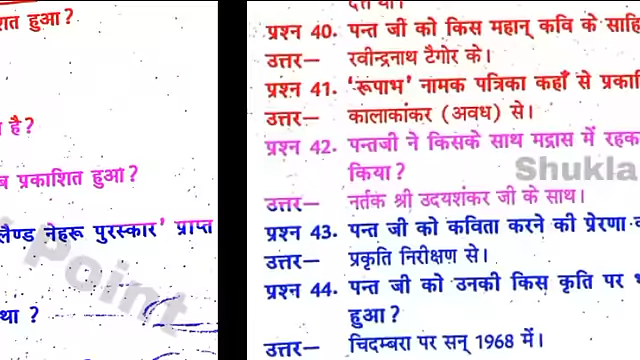 शत हुआ?
है?
ब प्रकाशित हुआ?
लैण्ड नेहरू पुरस्कार' प्राप्त
था ?
Point
प्रश्न 40. पन्त जी को किस महान् कवि के साहि
उत्तर— रवीन्द्रनाथ टैगोर के।
प्रश्न 41. 'रूपाभ' नामक पत्रिका कहाँ से प्रकाि
उत्तर— कालाकांकर (अवध) से।
प्रश्न 42. पन्तजी ने किसके साथ मद्रास में रहक
किया?
Shukla
उत्तर— नर्तक श्री उदयशंकर जी के साथ।
प्रश्न 43. पन्त जी को कविता करने की प्रेरणा
उत्तर— प्रकृति निरीक्षण से।
प्रश्न 44. पन्त जी को उनकी किस कृति पर
हुआ?
उत्तर— चिदम्बरा पर सन् 1968 में।